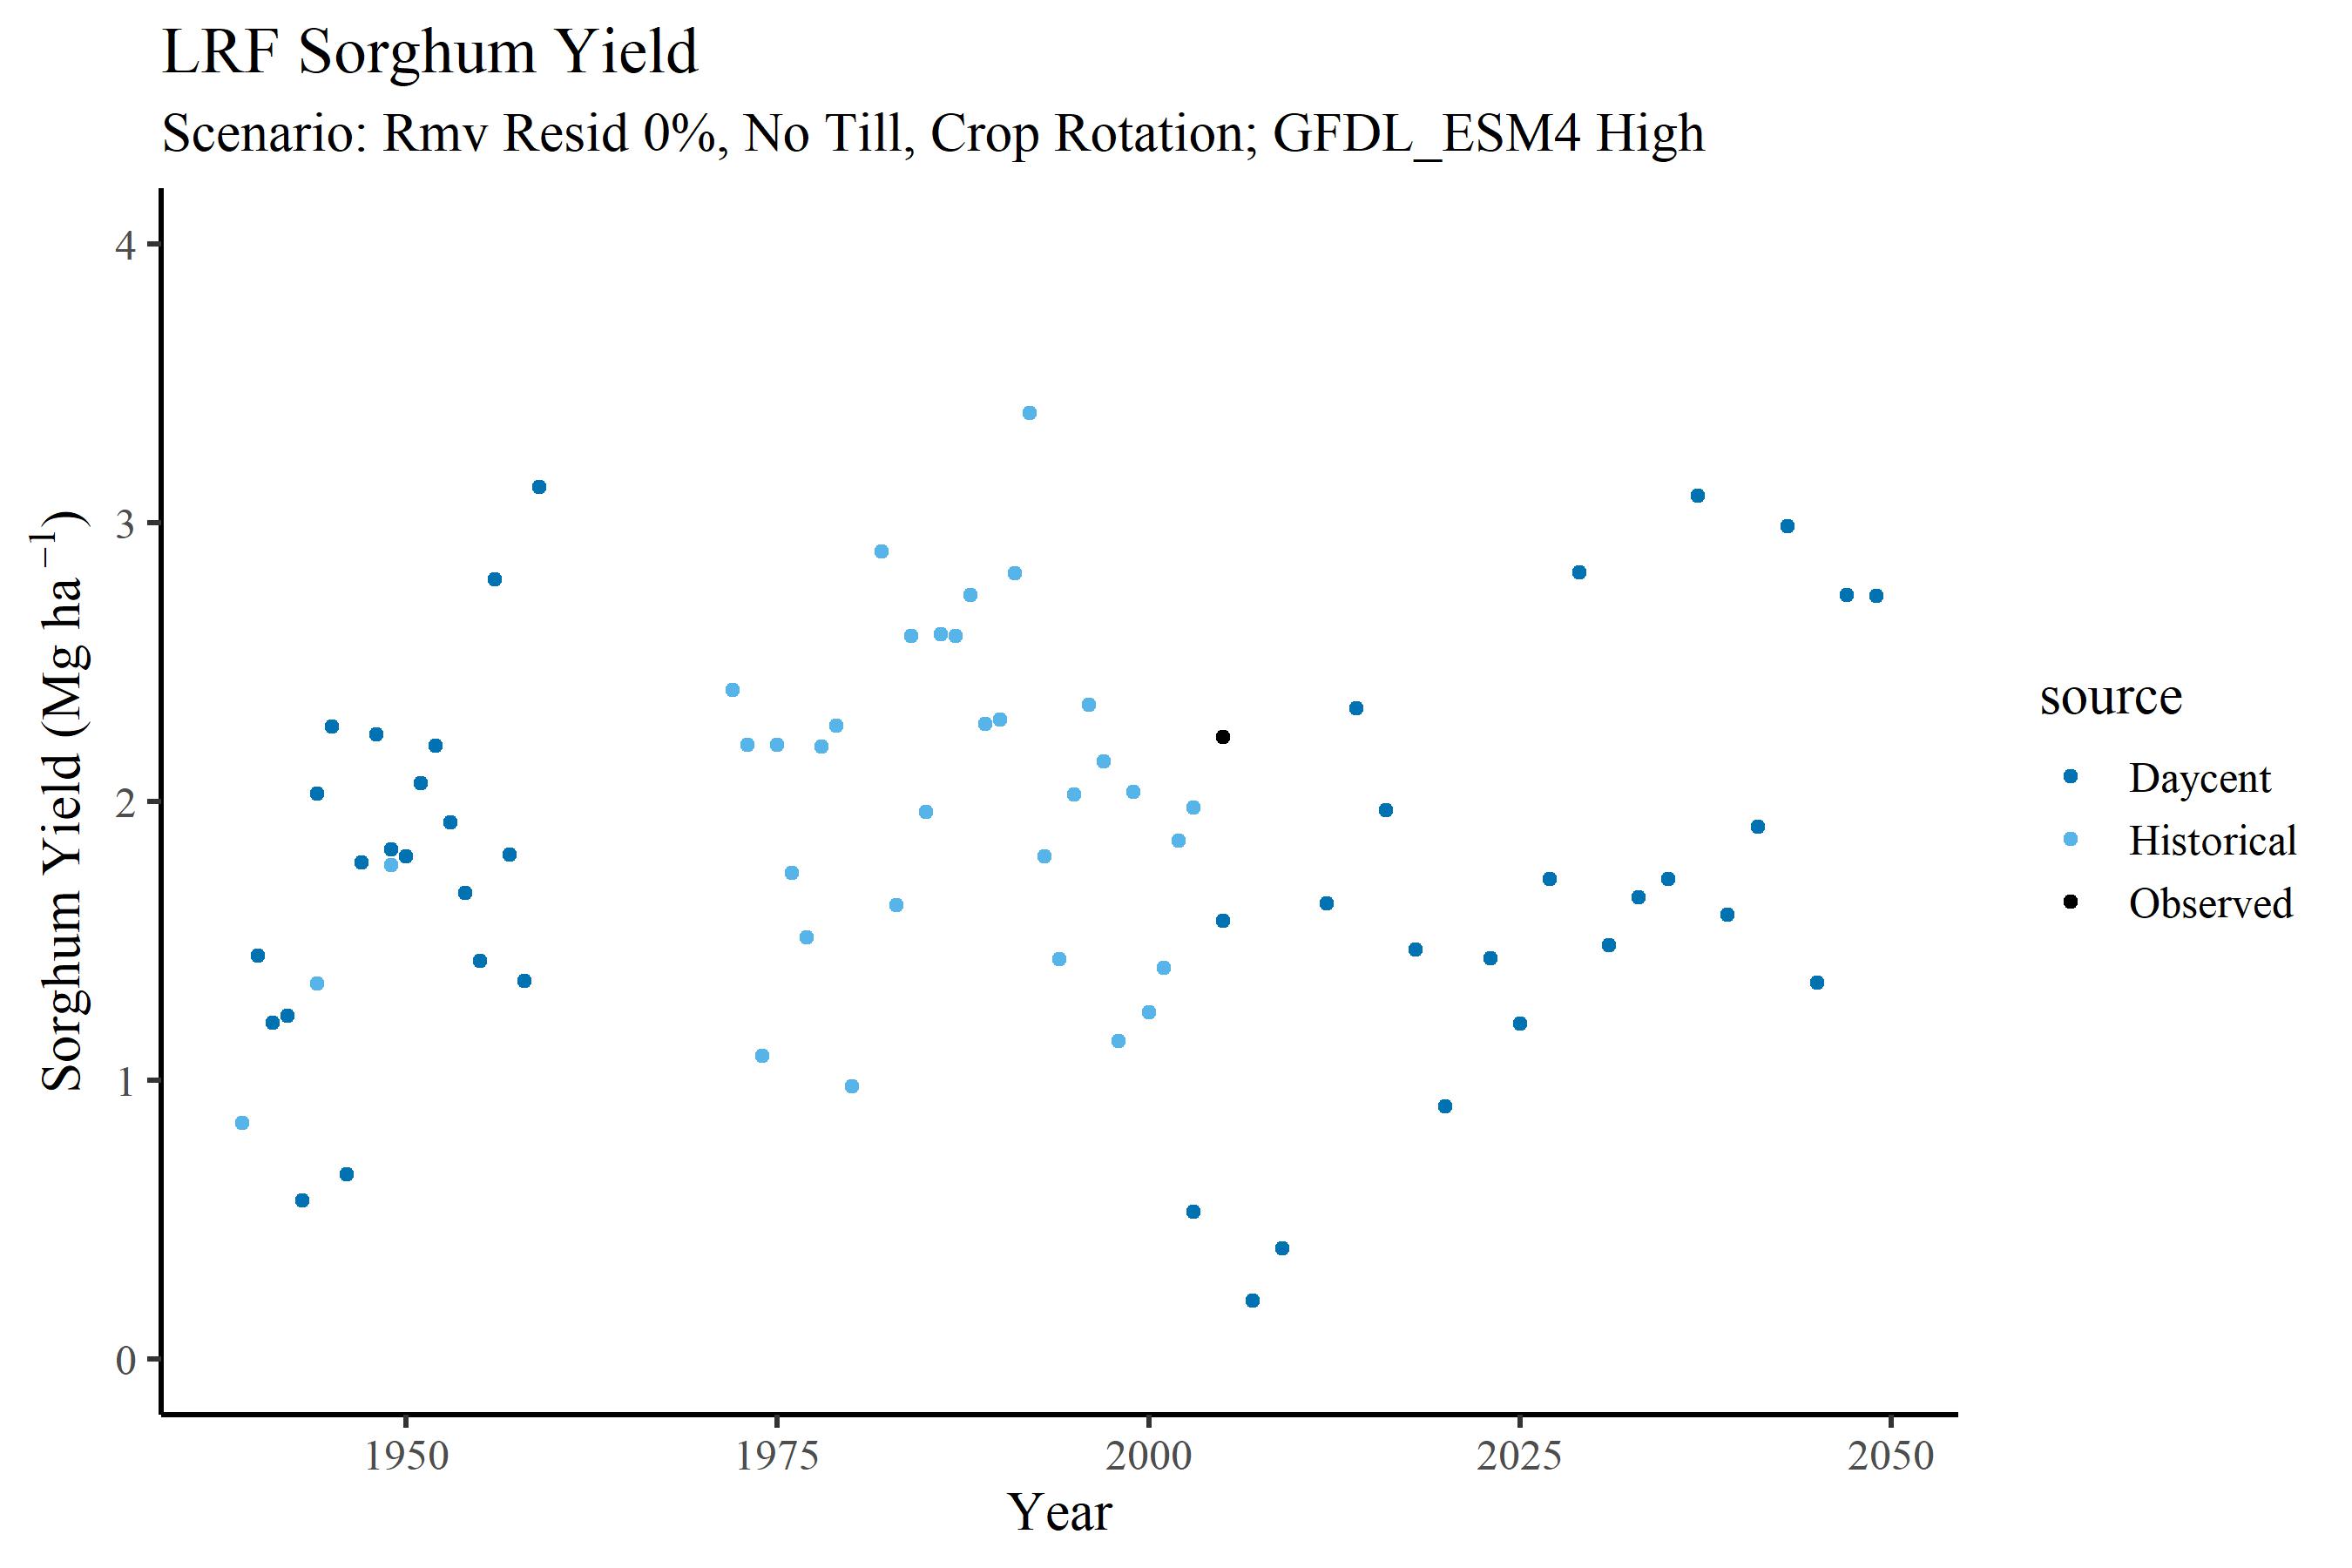 LRF Sorghum Yield
Scenario: Rmv Resid 0%, No Till, Crop Rotation; GFDL_ESM4 High
Sorghum Yield (Mg ha −1)
4
3
2
1
0
1950
1975
2000
2025
2050
Year
source
Daycent
Historical
Observed